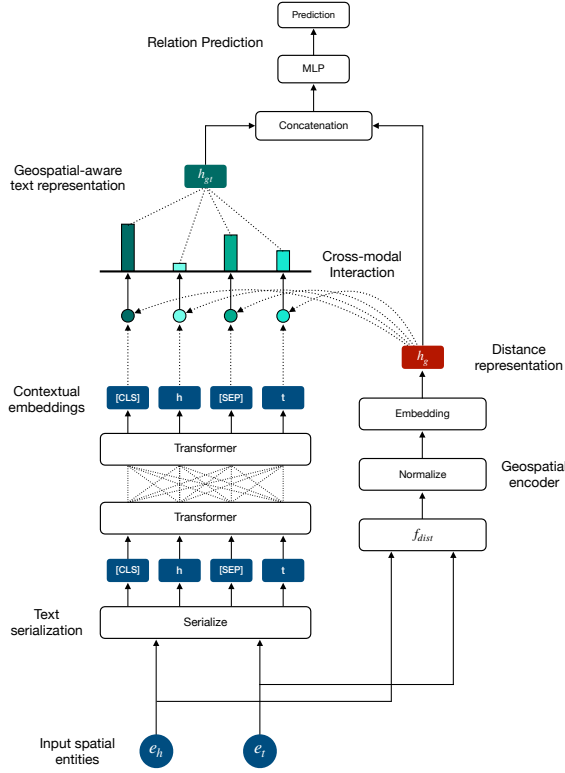 Prediction
Relation Prediction
MLP
Concatenation
Geospatial-aware
text representation
h_gt
Cross-modal
Interaction
h_g
Distance
representation
Contextual
embeddings
[CLS] h [SEP] t
Embedding
Transformer
Normalize
Geospatial
encoder
Transformer
f_dist
[CLS] h [SEP] t
Text
serialization
Serialize
Input spatial
entities
e_h e_t